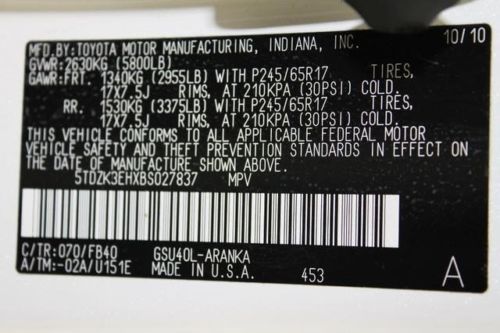 MFD.BY: TOYOTA MOTOR MANUFACTURING, INDIANA, INC. 10/10
GVWR: 2630KG (5800LB)
GAWR: FRT 1340KG (2955LB) WITH P245/65R17 TIRES,
17X7.5J RIMS, AT 210KPA (30PSI) COLD.
RR. 1530KG (3375LB) WITH P245/65R17 TIRES,
17X7.5J RIMS, AT 210KPA (30PSI) COLD.
THIS VEHICLE CONFORMS TO ALL APPLICABLE FEDERAL MOTOR
VEHICLE SAFETY AND THEFT PREVENTION STANDARDS IN EFFECT ON
THE DATE OF MANUFACTURE SHOWN ABOVE.
5TDZK3EHXBS027837 MPV
C/TR: 070/FB40 GSU40L-ARANKA
A/TM: -02A/U151E MADE IN U.S.A. 453 A